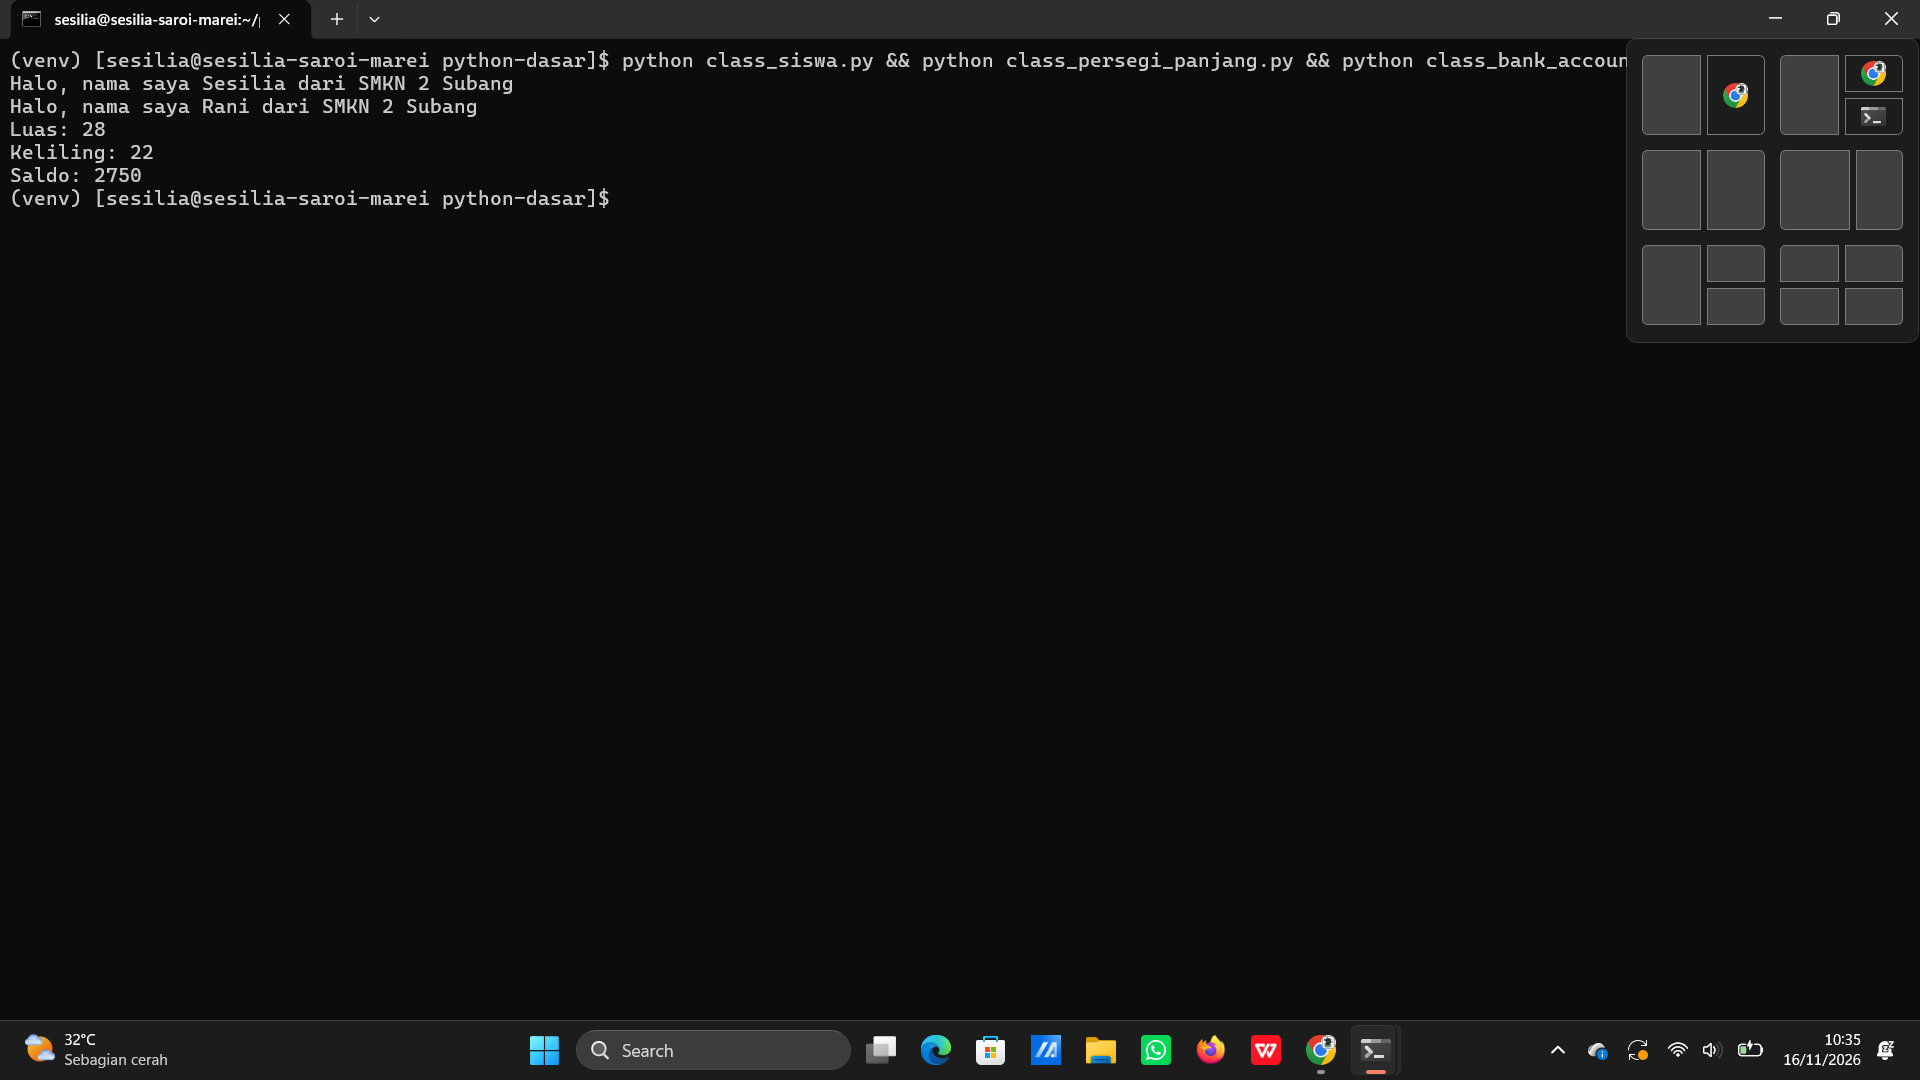 sesilia@sesilia-saroi-marei:~/
(venv) [sesilia@sesilia-saroi-marei python-dasar]$ python class_siswa.py && python class_persegi_panjang.py && python class_bank_accoun
Halo, nama saya Sesilia dari SMKN 2 Subang
Halo, nama saya Rani dari SMKN 2 Subang
Luas: 28
Keliling: 22
Saldo: 2750
(venv) [sesilia@sesilia-saroi-marei python-dasar]$
32°C
Sebagian cerah
Search
10:35
16/11/2026